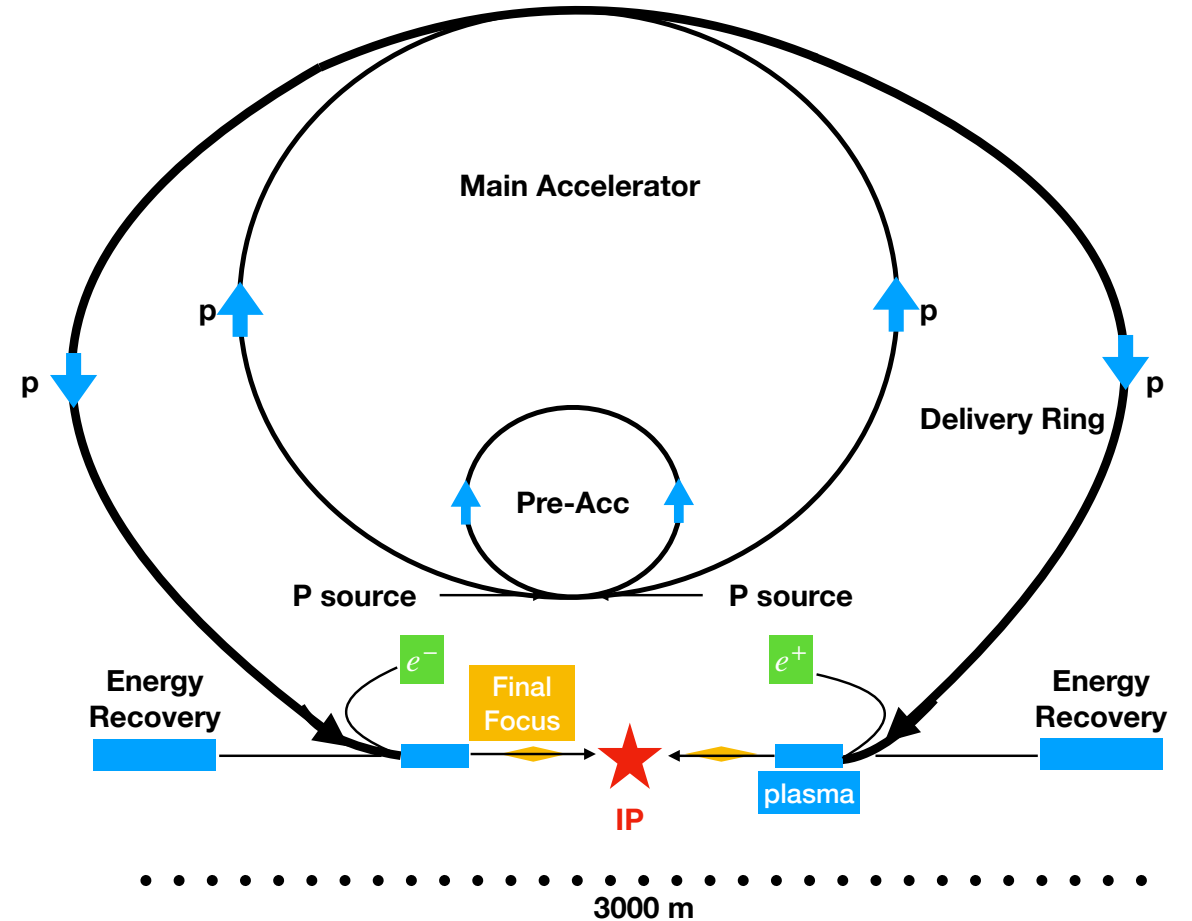 Main Accelerator
p
p
p
p
Delivery Ring
Pre-Acc
P source
P source
e⁻
e⁺
Energy
Recovery
Final
Focus
Energy
Recovery
plasma
IP
3000 m